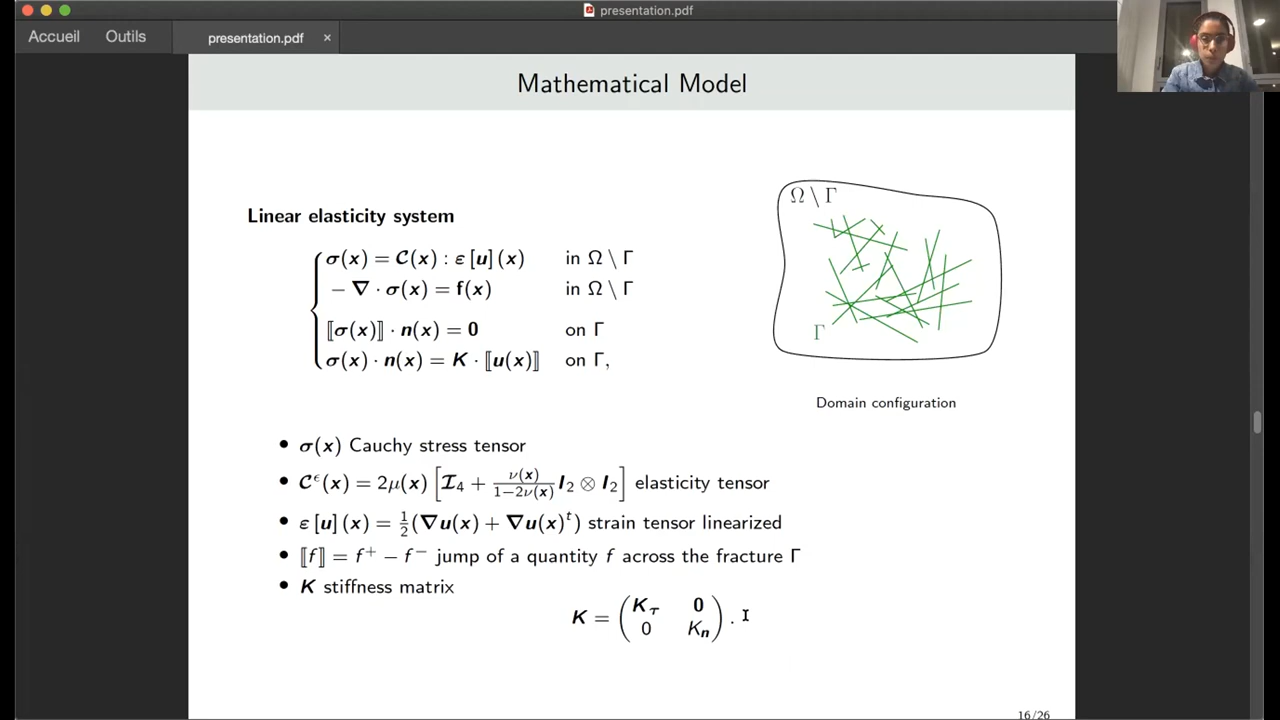 presentation.pdf
Accueil Outils presentation.pdf ×
Mathematical Model
Linear elasticity system
σ(x) = C(x) : ε[u](x) in Ω \ Γ
− ∇ · σ(x) = f(x) in Ω \ Γ
⟦σ(x)⟧ · n(x) = 0 on Γ
σ(x) · n(x) = K · ⟦u(x)⟧ on Γ,
Ω \ Γ
Γ
Domain configuration
• σ(x) Cauchy stress tensor
• Cᵉ(x) = 2μ(x) [I₄ + ν(x)/(1−2ν(x)) I₂ ⊗ I₂] elasticity tensor
• ε[u](x) = ½(∇u(x) + ∇u(x)ᵗ) strain tensor linearized
• ⟦f⟧ = f⁺ − f⁻ jump of a quantity f across the fracture Γ
• K stiffness matrix
K = (K_τ 0
0 K_n).
16/26